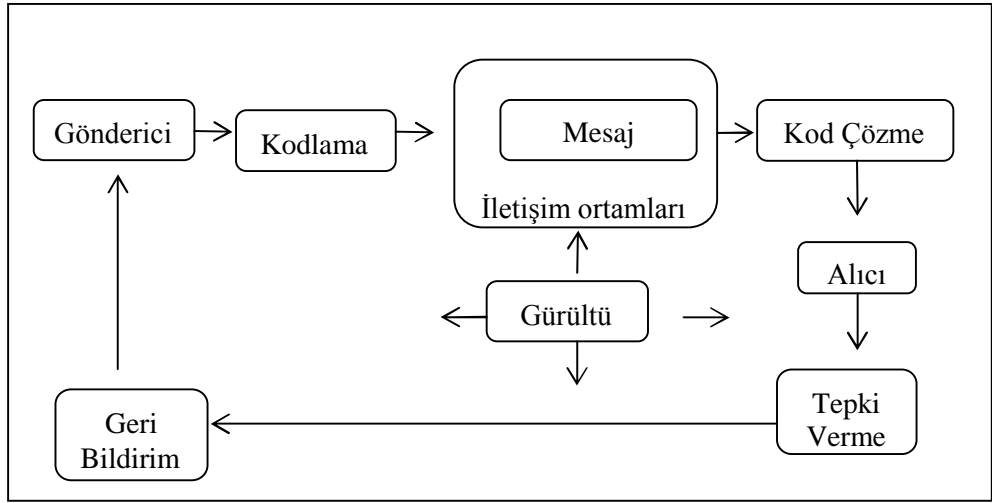 Gönderici
Kodlama
Mesaj
İletişim ortamları
Kod Çözme
Alıcı
Gürültü
Tepki
Verme
Geri
Bildirim